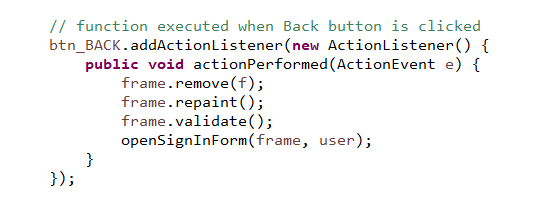 // function executed when Back button is clicked
btn_BACK.addActionListener(new ActionListener() {
    public void actionPerformed(ActionEvent e) {
        frame.remove(f);
        frame.repaint();
        frame.validate();
        openSignInForm(frame, user);
    }
});